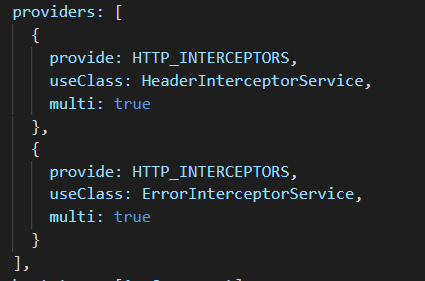 providers: [
{
provide: HTTP_INTERCEPTORS,
useClass: HeaderInterceptorService,
multi: true
},
{
provide: HTTP_INTERCEPTORS,
useClass: ErrorInterceptorService,
multi: true
}
],